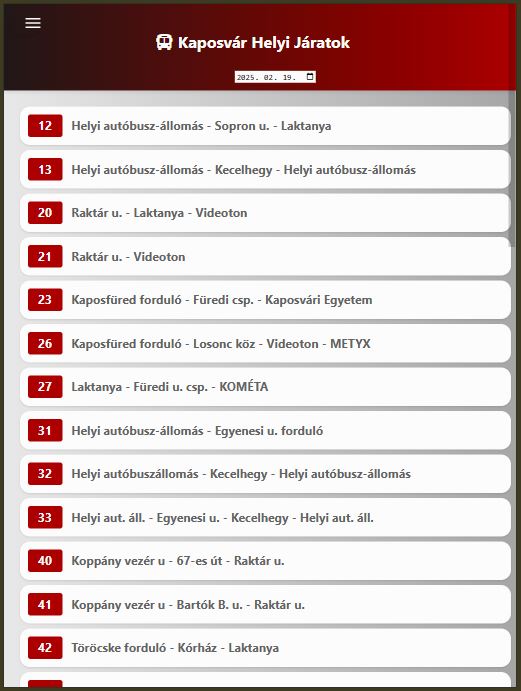 Kaposvár Helyi Járatok
2025. 02. 19.
12 Helyi autóbusz-állomás - Sopron u. - Laktanya
13 Helyi autóbusz-állomás - Kecelhegy - Helyi autóbusz-állomás
20 Raktár u. - Laktanya - Videoton
21 Raktár u. - Videoton
23 Kaposfüred forduló - Füredi csp. - Kaposvári Egyetem
26 Kaposfüred forduló - Losonc köz - Videoton - METYX
27 Laktanya - Füredi u. csp. - KOMÉTA
31 Helyi autóbusz-állomás - Egyenesi u. forduló
32 Helyi autóbuszállomás - Kecelhegy - Helyi autóbusz-állomás
33 Helyi aut. áll. - Egyenesi u. - Kecelhegy - Helyi aut. áll.
40 Koppány vezér u - 67-es út - Raktár u.
41 Koppány vezér u - Bartók B. u. - Raktár u.
42 Töröcske forduló - Kórház - Laktanya